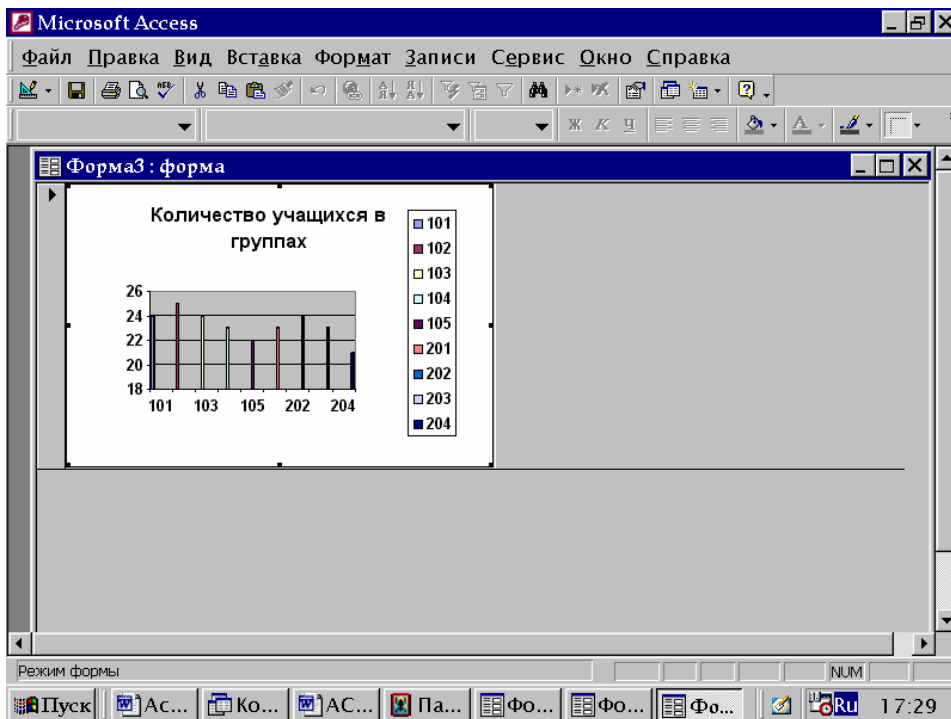 Microsoft Access
Файл Правка Вид Вставка Формат Записи Сервис Окно Справка
Ж К Ч
Форма3 : форма
Количество учащихся в
группах
26
24
22
20
18
101 103 105 202 204
101
102
103
104
105
201
202
203
204
Режим формы
NUM
Пуск Ас... Ко... АС... Па... Фо... Фо... Фо... Ru 17:29